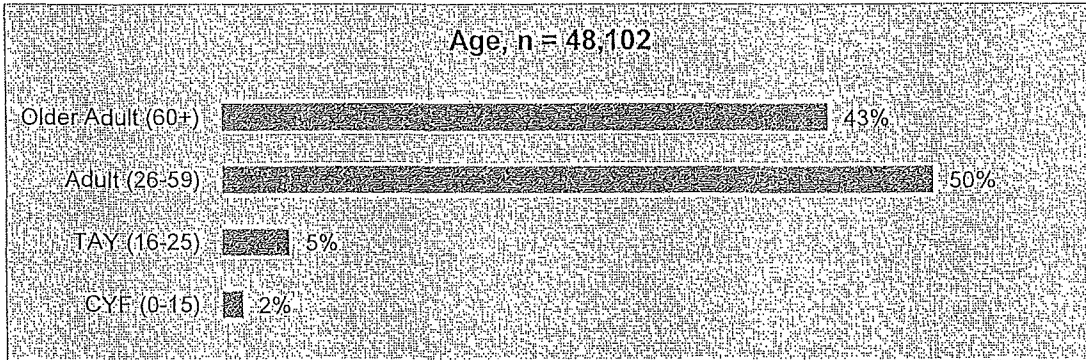 Age, n = 48,102
Older Adult (60+) 43%
Adult (26-59) 50%
TAY (16-25) 5%
CYF (0-15) 2%